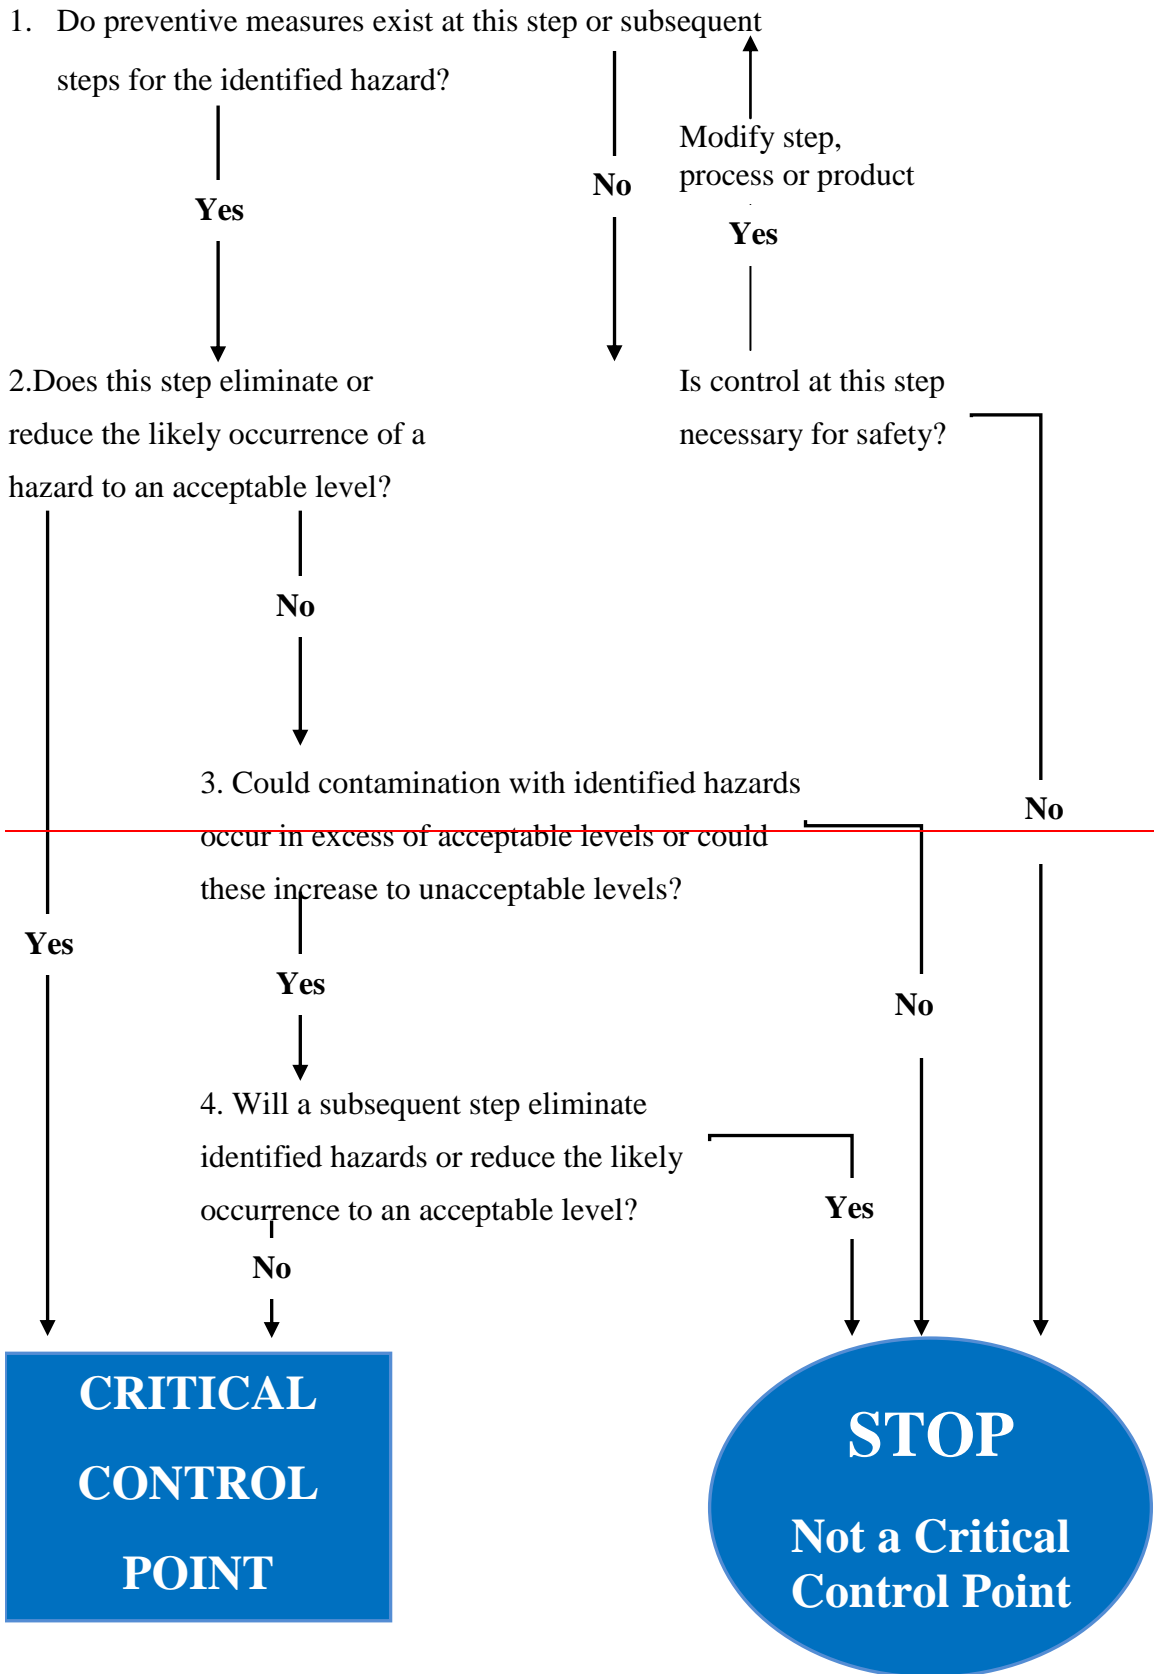 1. Do preventive measures exist at this step or subsequent
steps for the identified hazard?
Modify step,
process or product
No
Yes
Yes
2.Does this step eliminate or
reduce the likely occurrence of a
hazard to an acceptable level?
Is control at this step
necessary for safety?
No
3. Could contamination with identified hazards
occur in excess of acceptable levels or could
these increase to unacceptable levels?
No
Yes
Yes
No
4. Will a subsequent step eliminate
identified hazards or reduce the likely
occurrence to an acceptable level?
Yes
No
CRITICAL
CONTROL
POINT
STOP
Not a Critical
Control Point